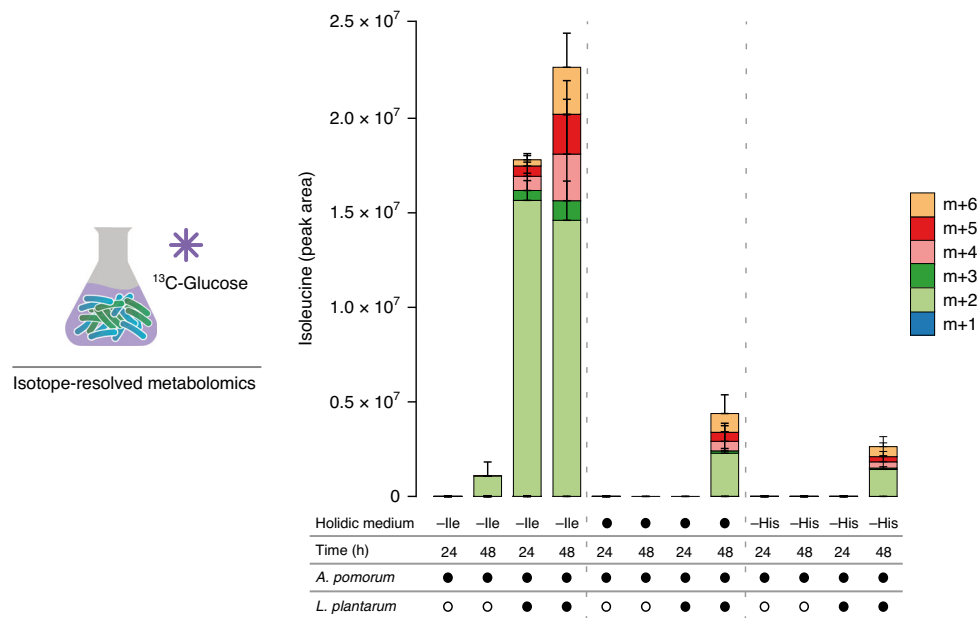 2.5 × 10⁷
2.0 × 10⁷
1.5 × 10⁷
1.0 × 10⁷
0.5 × 10⁷
0
Isoleucine (peak area)
¹³C-Glucose
Isotope-resolved metabolomics
m+6
m+5
m+4
m+3
m+2
m+1
Holidic medium –Ile –Ile –Ile –Ile –His –His –His –His
Time (h) 24 48 24 48 24 48 24 48 24 48 24 48
A. pomorum
L. plantarum